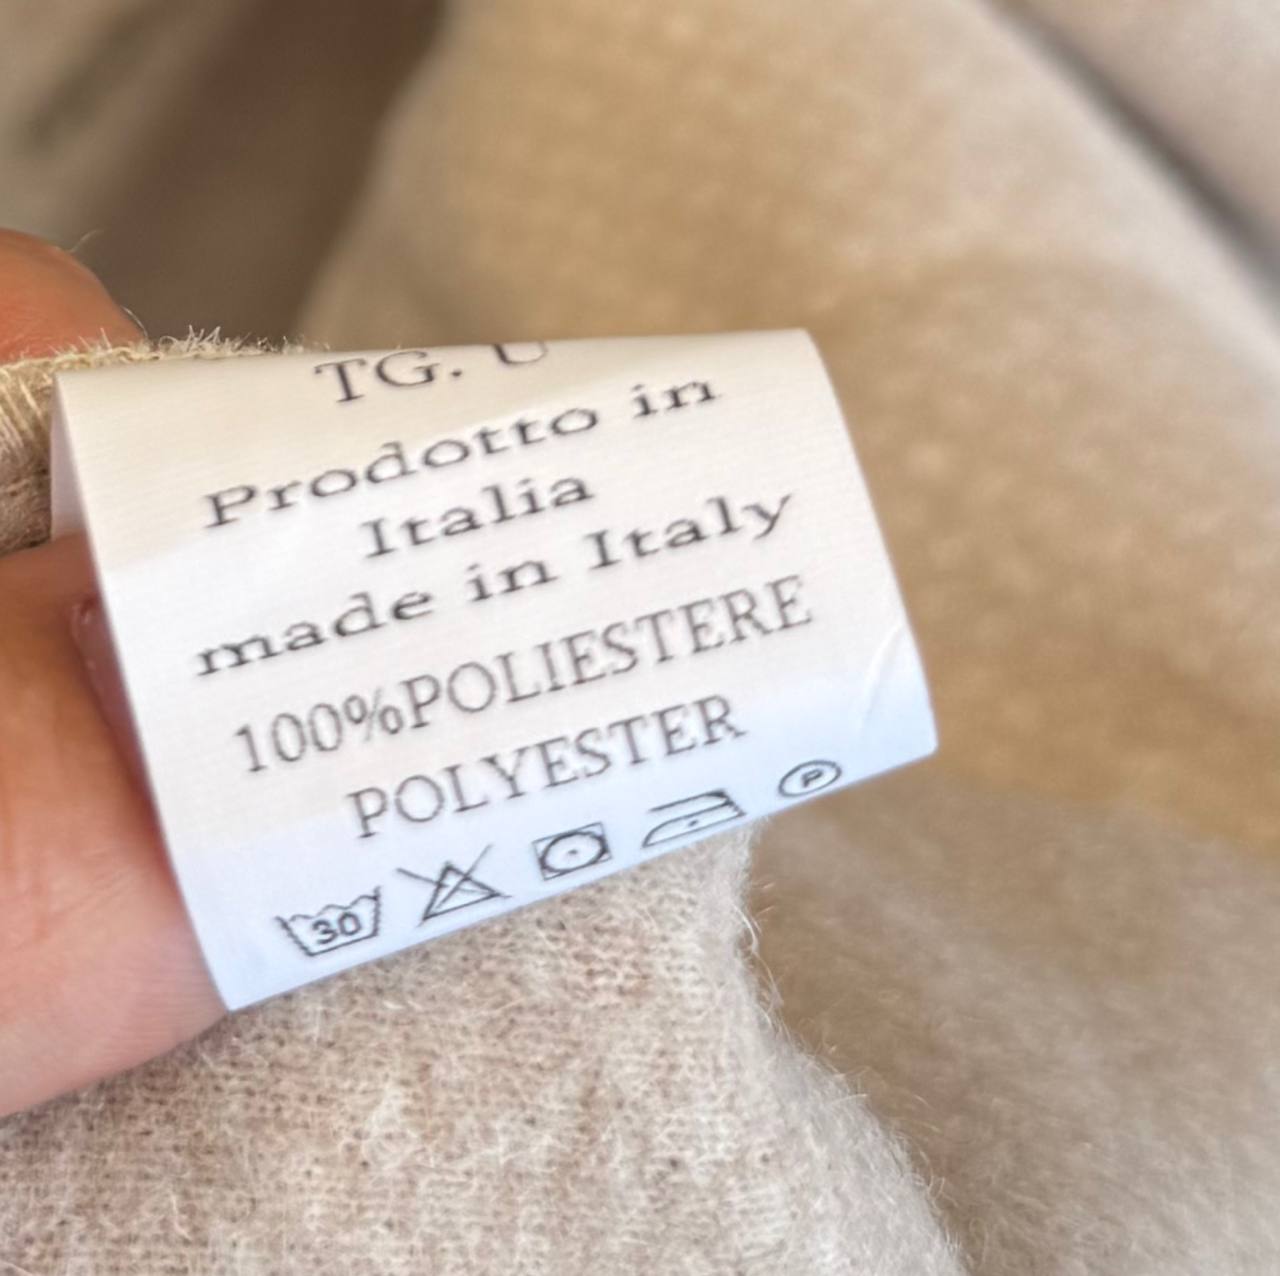 TG. U
Prodotto in
Italia
made in Italy
100%POLIESTERE
POLYESTER
30 P